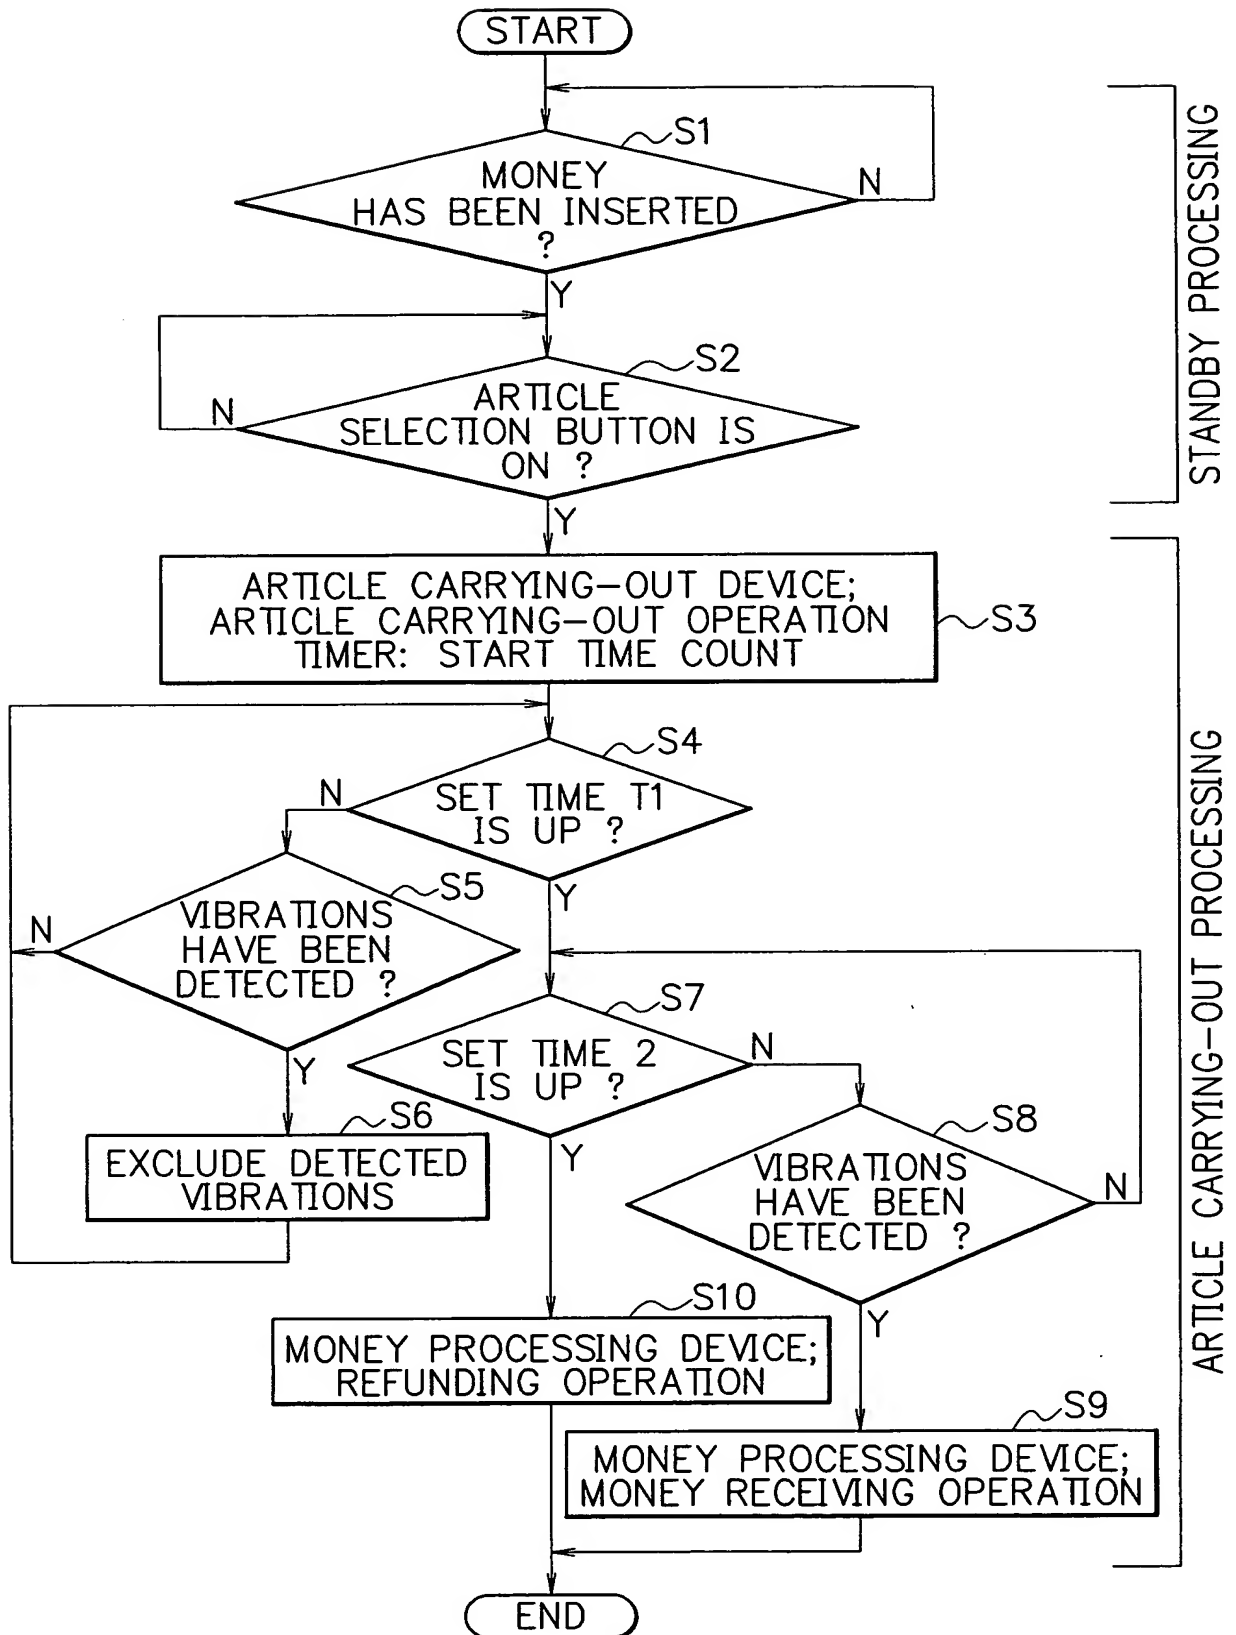 START
S1
MONEY
HAS BEEN INSERTED
?
N
Y
S2
ARTICLE
SELECTION BUTTON IS
ON ?
N
Y
STANDBY PROCESSING
ARTICLE CARRYING-OUT DEVICE;
ARTICLE CARRYING-OUT OPERATION
TIMER: START TIME COUNT
S3
S4
SET TIME T1
IS UP ?
N
Y
S5
VIBRATIONS
HAVE BEEN
DETECTED ?
N
Y
S6
EXCLUDE DETECTED
VIBRATIONS
S7
SET TIME 2
IS UP ?
N
Y
S8
VIBRATIONS
HAVE BEEN
DETECTED ?
N
Y
S10
MONEY PROCESSING DEVICE;
REFUNDING OPERATION
S9
MONEY PROCESSING DEVICE;
MONEY RECEIVING OPERATION
ARTICLE CARRYING-OUT PROCESSING
END